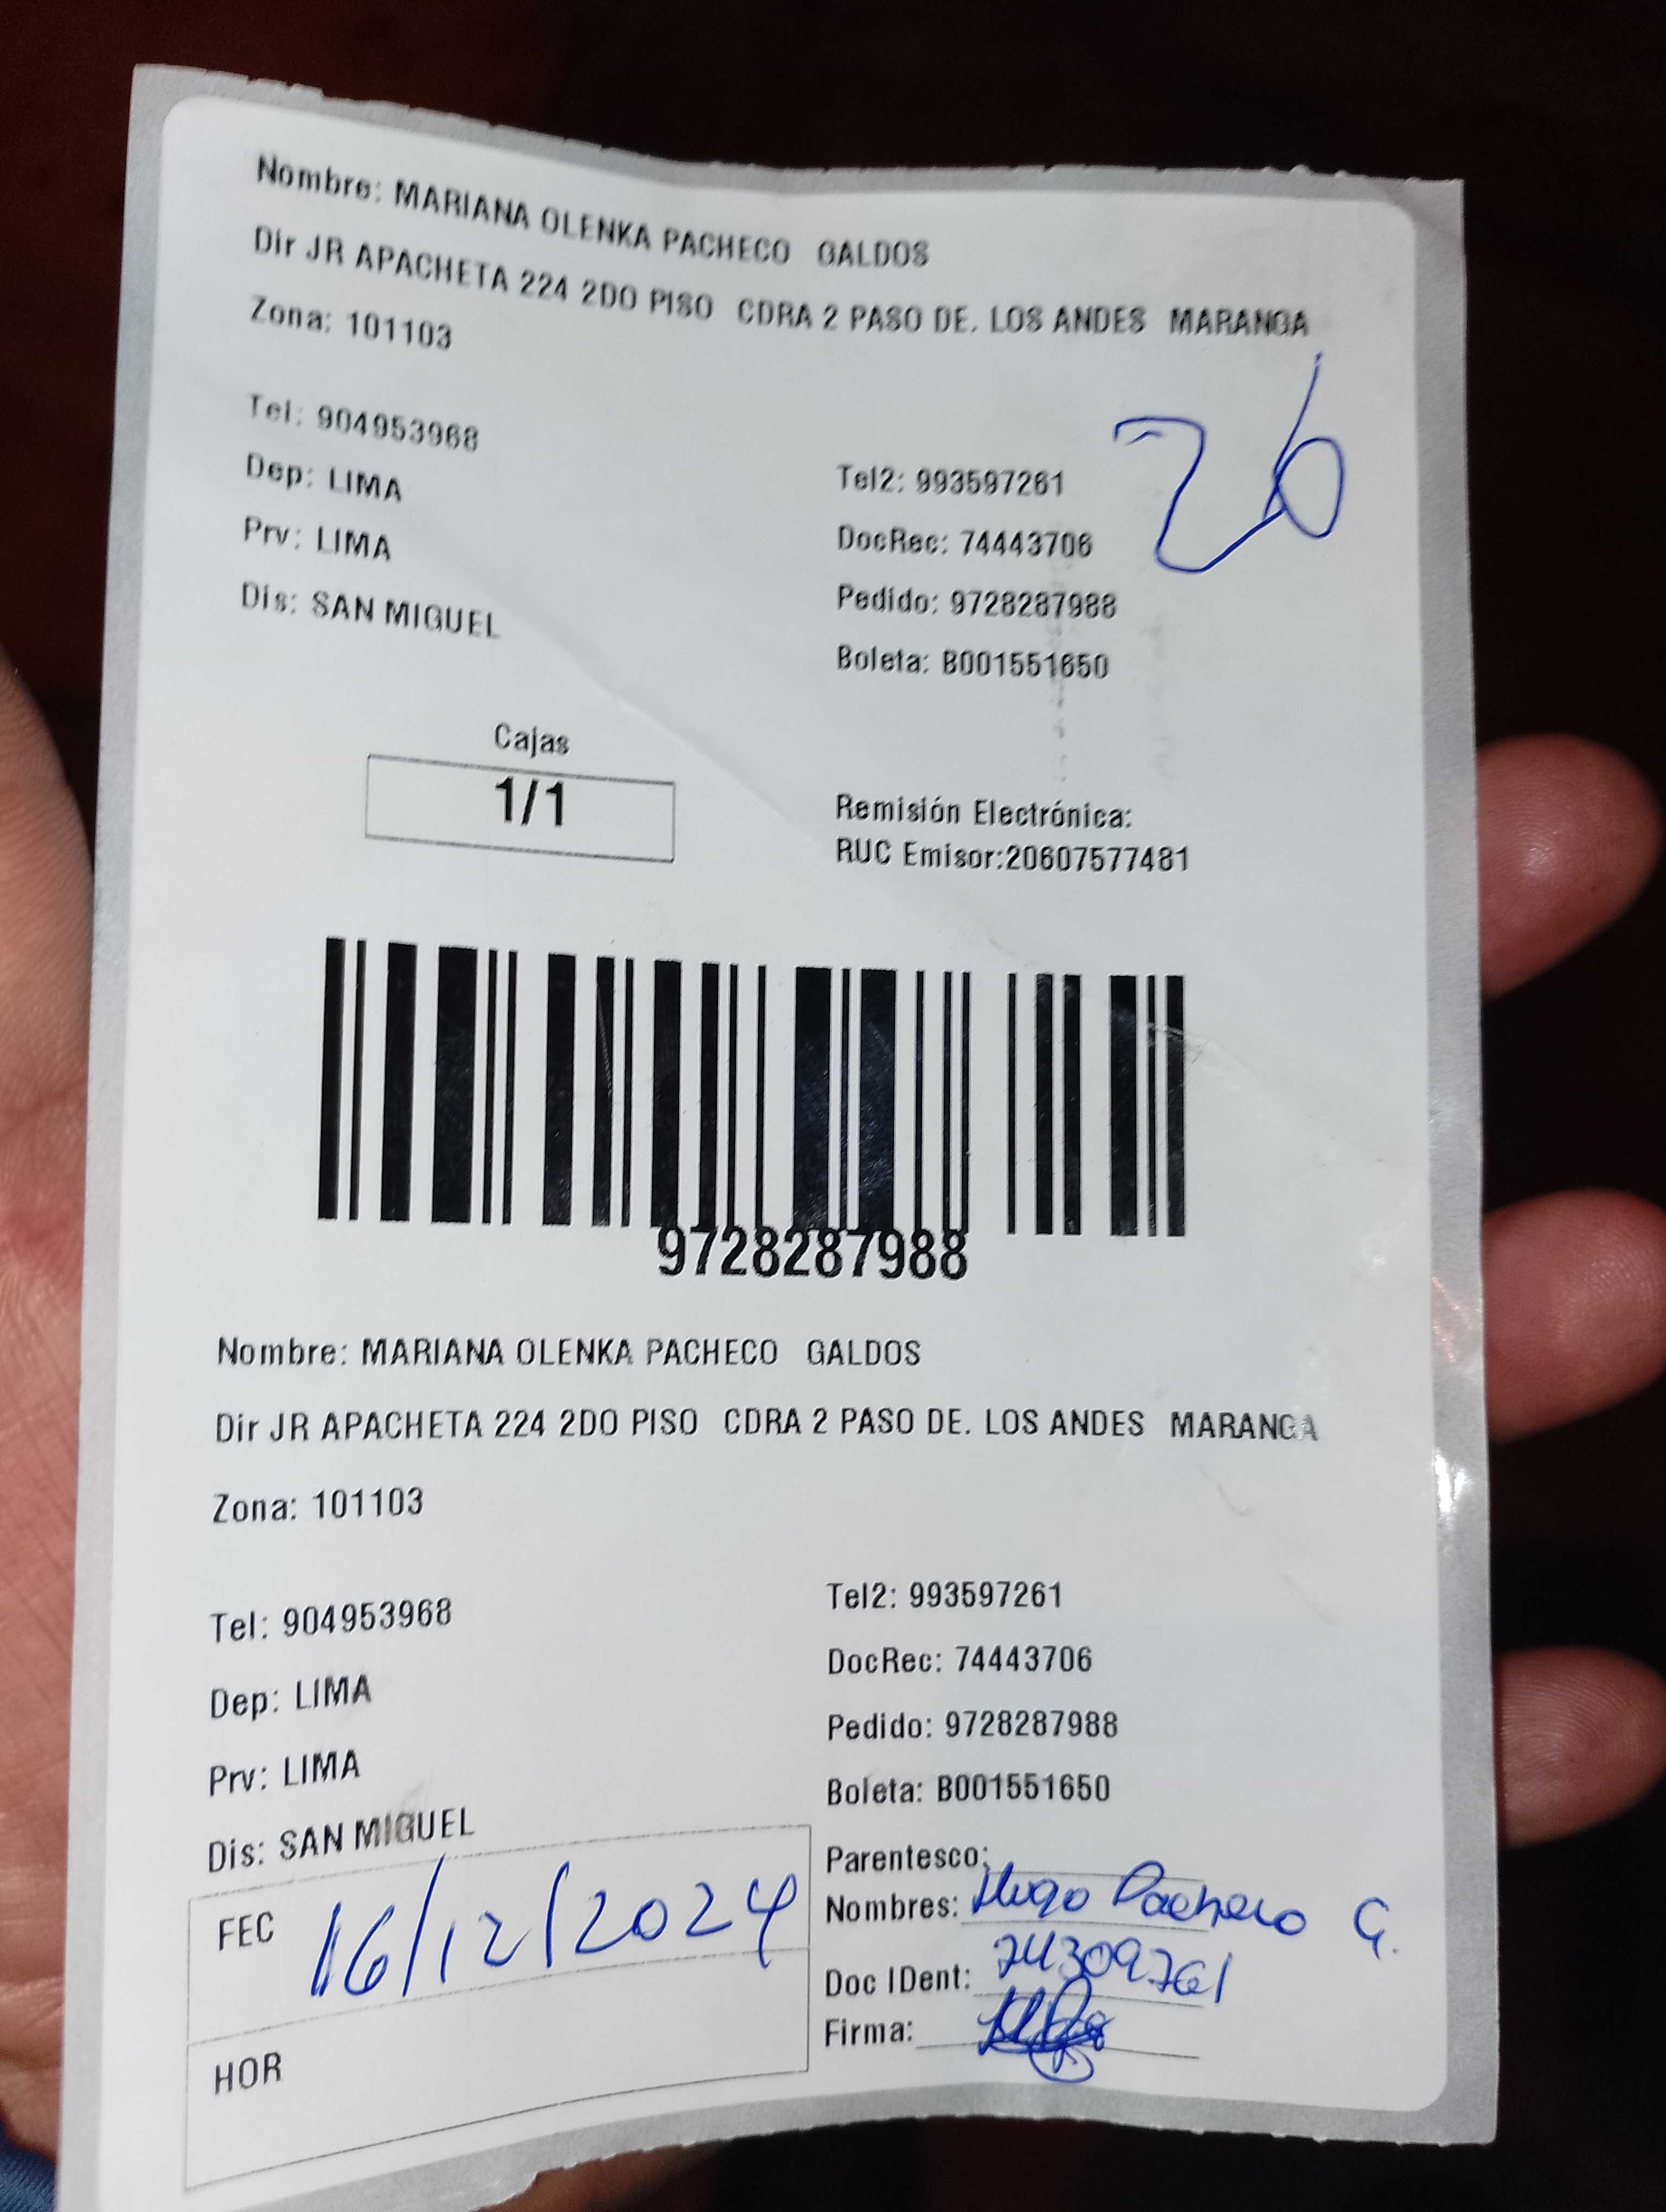 Nombre: MARIANA OLENKA PACHECO GALDOS
Dir JR APACHETA 224 2DO PISO CDRA 2 PASO DE. LOS ANDES MARANGA
Zona: 101103
26
Tel: 904953968
Tel2: 993597261
Dep: LIMA
DocRec: 74443706
Prv: LIMA
Pedido: 9728287988
Dis: SAN MIGUEL
Boleta: B001551650
Cajas
1/1
Remisión Electrónica:
RUC Emisor:20607577481
9728287988
Nombre: MARIANA OLENKA PACHECO GALDOS
Dir JR APACHETA 224 2DO PISO CDRA 2 PASO DE. LOS ANDES MARANGA
Zona: 101103
Tel: 904953968
Tel2: 993597261
Dep: LIMA
DocRec: 74443706
Prv: LIMA
Pedido: 9728287988
Dis: SAN MIGUEL
Boleta: B001551650
Parentesco:
FEC 16/12/2024
Nombres: Hugo Pacheco G.
Doc IDent: 74309761
Firma:
HOR